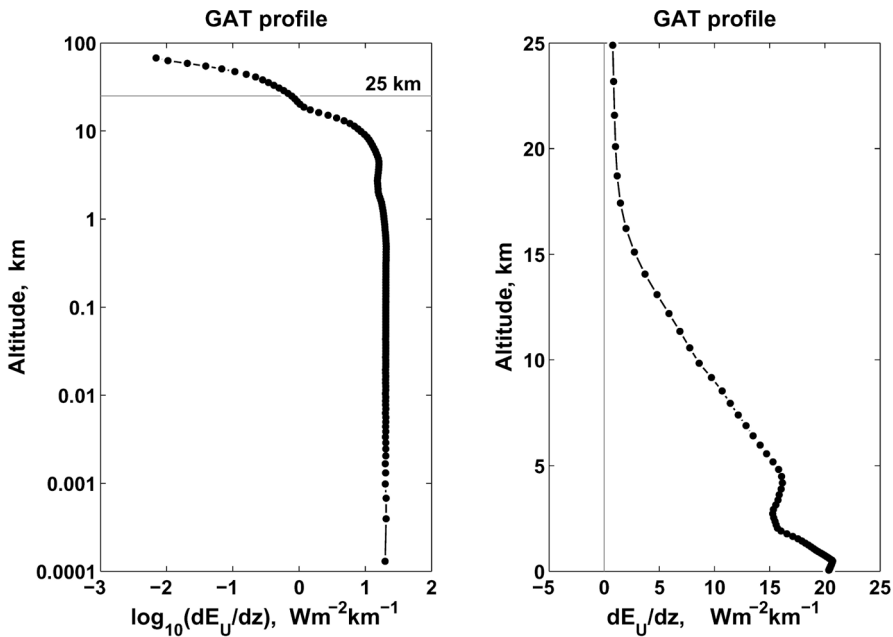 GAT profile
100
10
1
0.1
0.01
0.001
0.0001
Altitude, km
25 km
−3 −2 −1 0 1 2
log₁₀(dE_U/dz), Wm⁻²km⁻¹
GAT profile
25
20
15
10
5
0
Altitude, km
−5 0 5 10 15 20 25
dE_U/dz, Wm⁻²km⁻¹